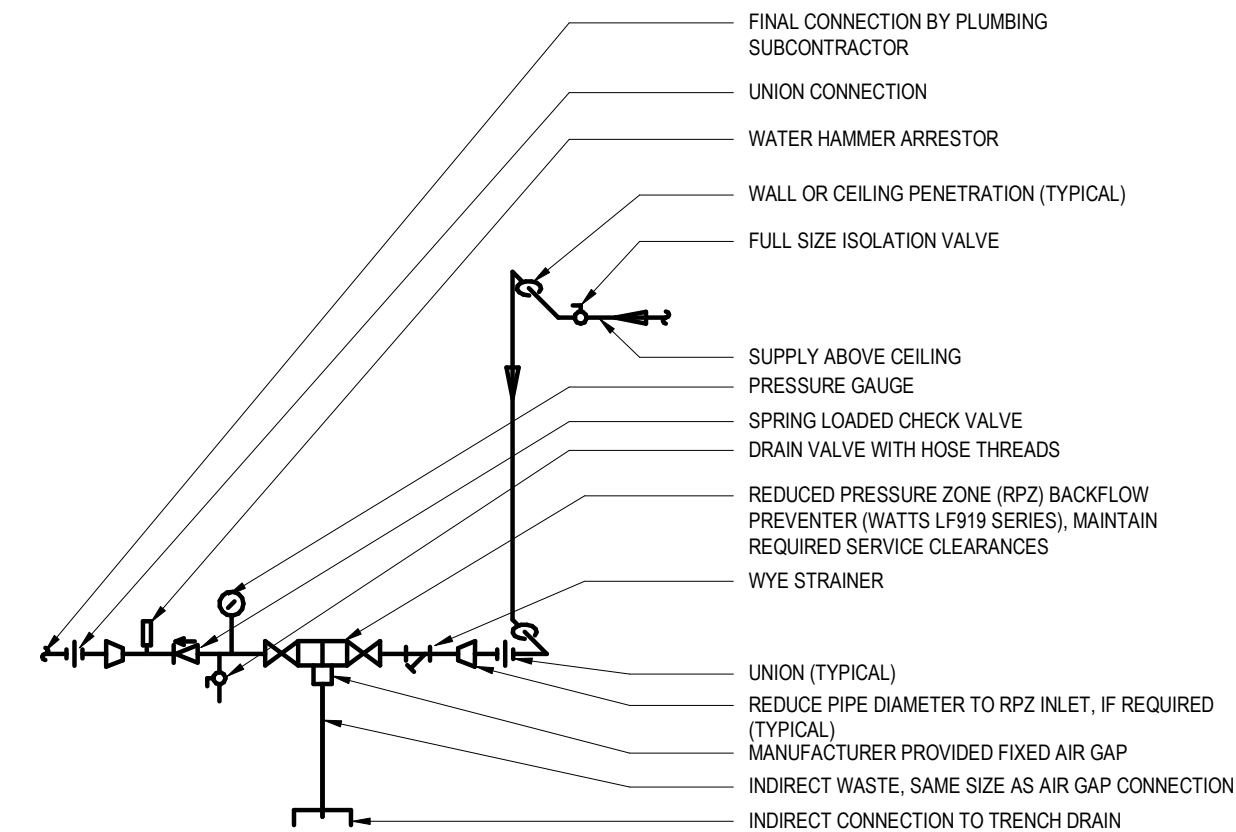 FINAL CONNECTION BY PLUMBING
SUBCONTRACTOR
UNION CONNECTION
WATER HAMMER ARRESTOR
WALL OR CEILING PENETRATION (TYPICAL)
FULL SIZE ISOLATION VALVE
SUPPLY ABOVE CEILING
PRESSURE GAUGE
SPRING LOADED CHECK VALVE
DRAIN VALVE WITH HOSE THREADS
REDUCED PRESSURE ZONE (RPZ) BACKFLOW
PREVENTER (WATTS LF919 SERIES), MAINTAIN
REQUIRED SERVICE CLEARANCES
WYE STRAINER
UNION (TYPICAL)
REDUCE PIPE DIAMETER TO RPZ INLET, IF REQUIRED
(TYPICAL)
MANUFACTURER PROVIDED FIXED AIR GAP
INDIRECT WASTE, SAME SIZE AS AIR GAP CONNECTION
INDIRECT CONNECTION TO TRENCH DRAIN